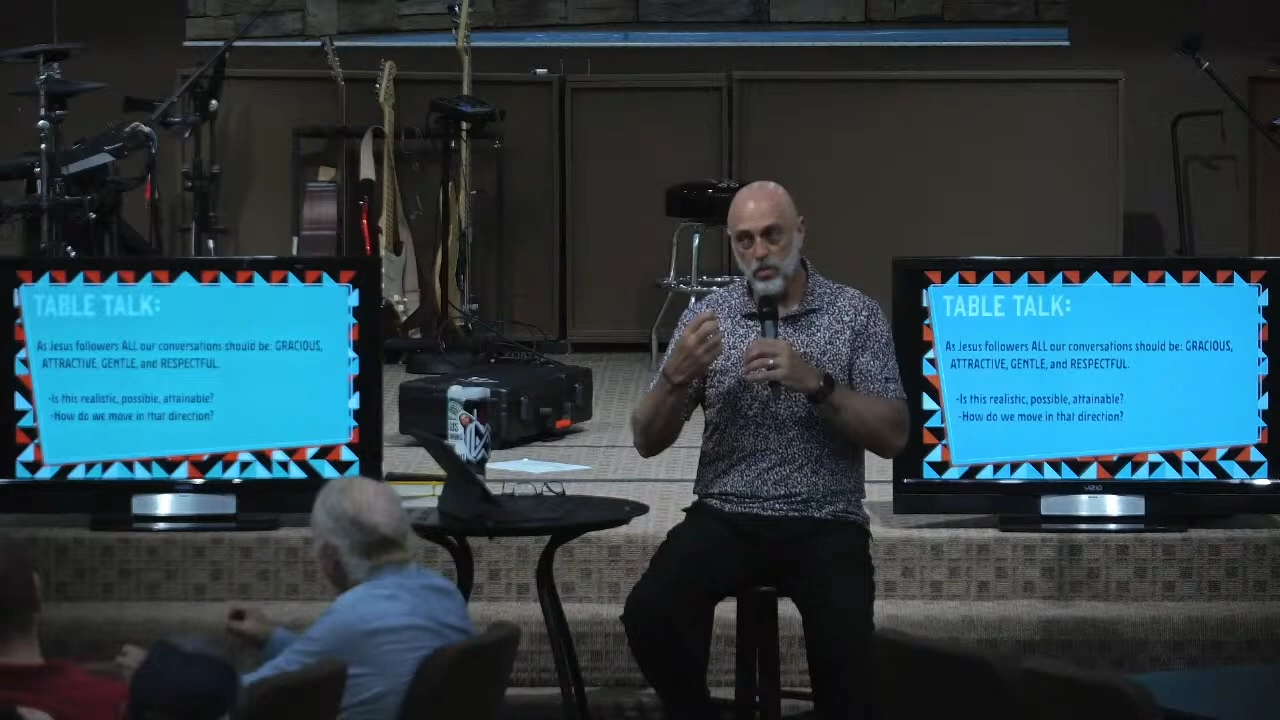 TABLE TALK:
As Jesus followers ALL our conversations should be: GRACIOUS,
ATTRACTIVE, GENTLE, and RESPECTFUL.
-Is this realistic, possible, attainable?
-How do we move in that direction?
VIZIO
TABLE TALK:
As Jesus followers ALL our conversations should be: GRACIOUS,
ATTRACTIVE, GENTLE, and RESPECTFUL.
-Is this realistic, possible, attainable?
-How do we move in that direction?
VIZIO